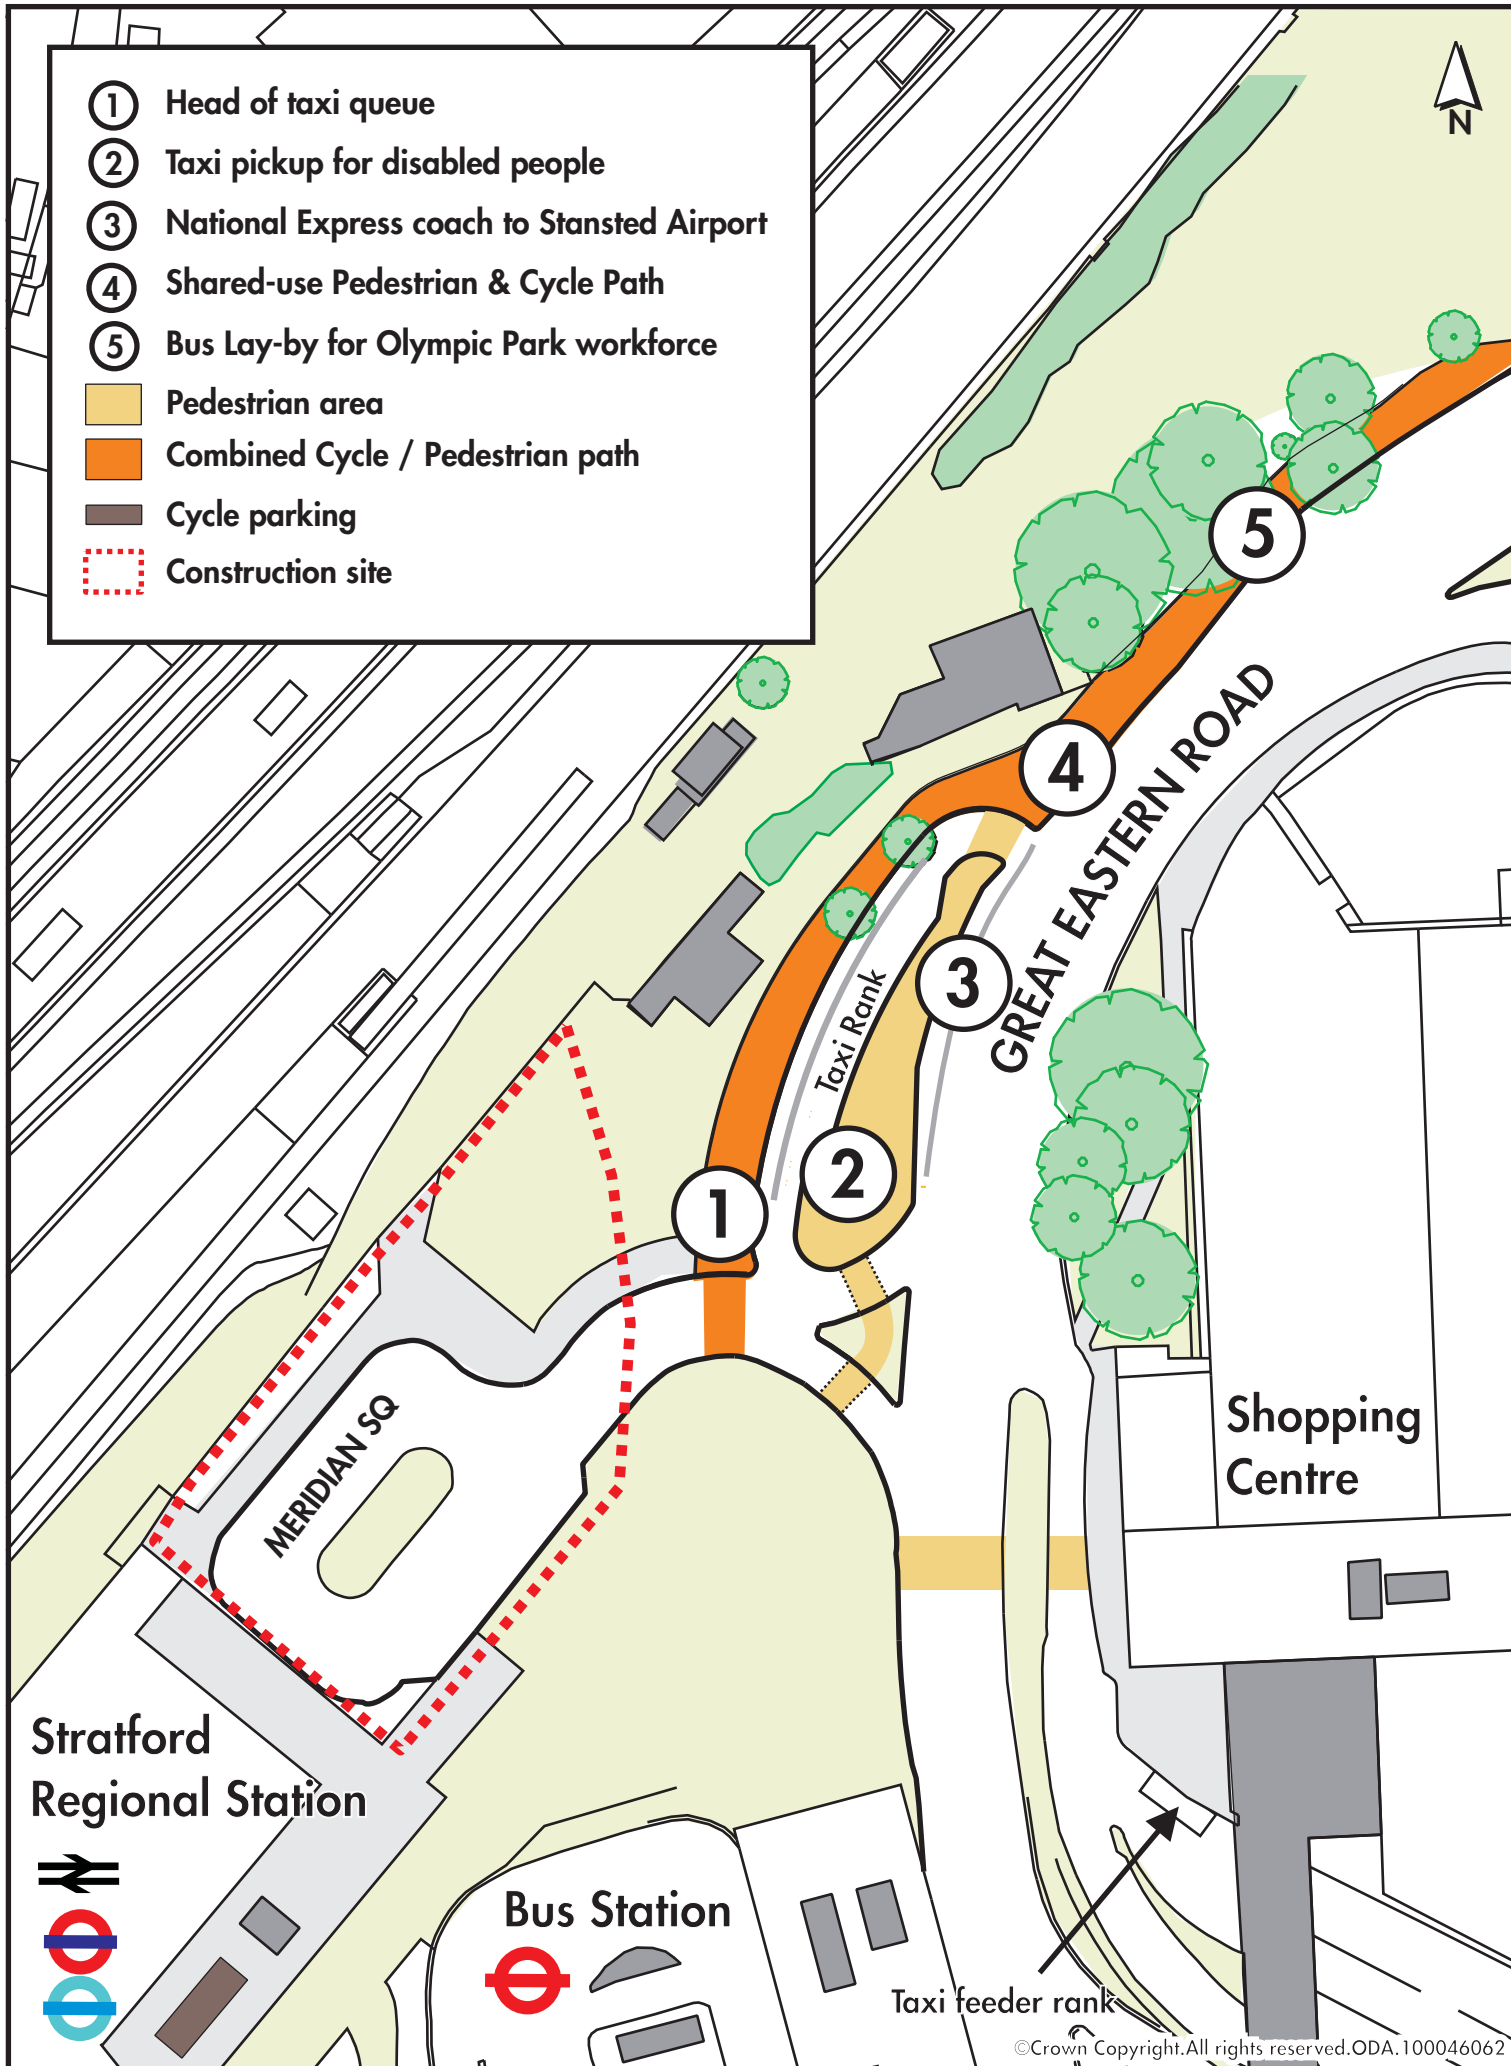 1 Head of taxi queue
2 Taxi pickup for disabled people
3 National Express coach to Stansted Airport
4 Shared-use Pedestrian & Cycle Path
5 Bus Lay-by for Olympic Park workforce
Pedestrian area
Combined Cycle / Pedestrian path
Cycle parking
Construction site
N
5
4
GREAT EASTERN ROAD
3
Taxi Rank
2
1
MERIDIAN SQ
Shopping
Centre
Stratford
Regional Station
Bus Station
Taxi feeder rank
©Crown Copyright.All rights reserved.ODA.100046062